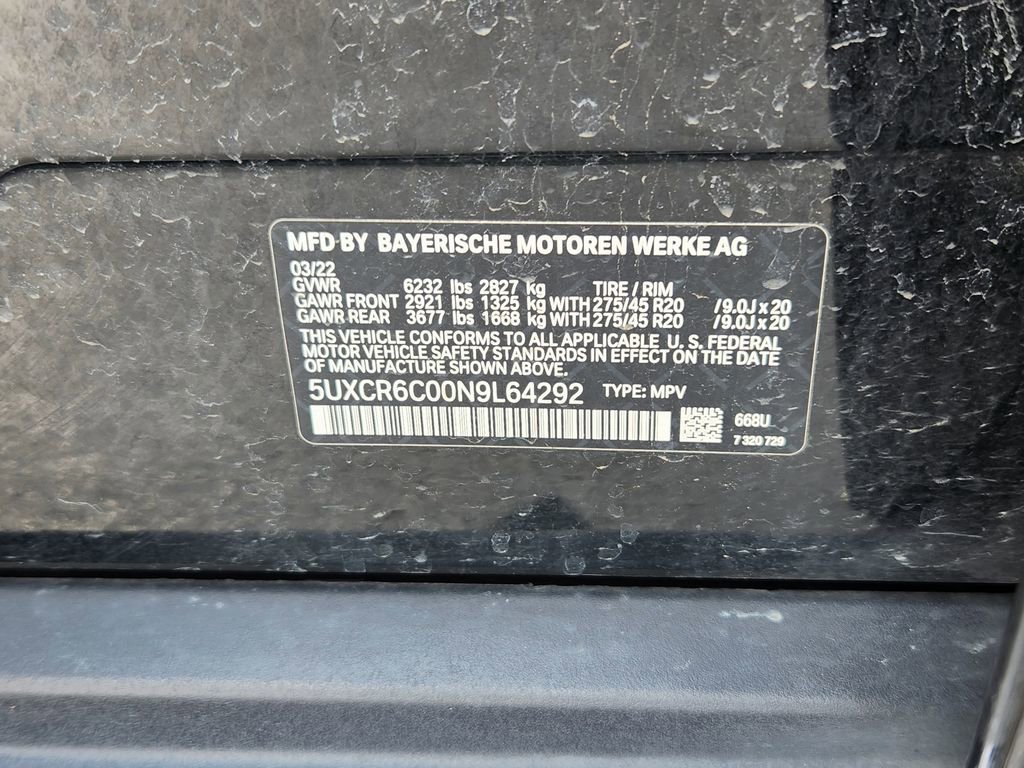 MFD BY BAYERISCHE MOTOREN WERKE AG
03/22
GVWR 6232 lbs 2827 kg TIRE / RIM
GAWR FRONT 2921 lbs 1325 kg WITH 275/45 R20 / 9.0J x 20
GAWR REAR 3677 lbs 1668 kg WITH 275/45 R20 / 9.0J x 20
THIS VEHICLE CONFORMS TO ALL APPLICABLE U. S. FEDERAL
MOTOR VEHICLE SAFETY STANDARDS IN EFFECT ON THE DATE
OF MANUFACTURE SHOWN ABOVE.
5UXCR6C00N9L64292 TYPE: MPV
668U
7 320 729